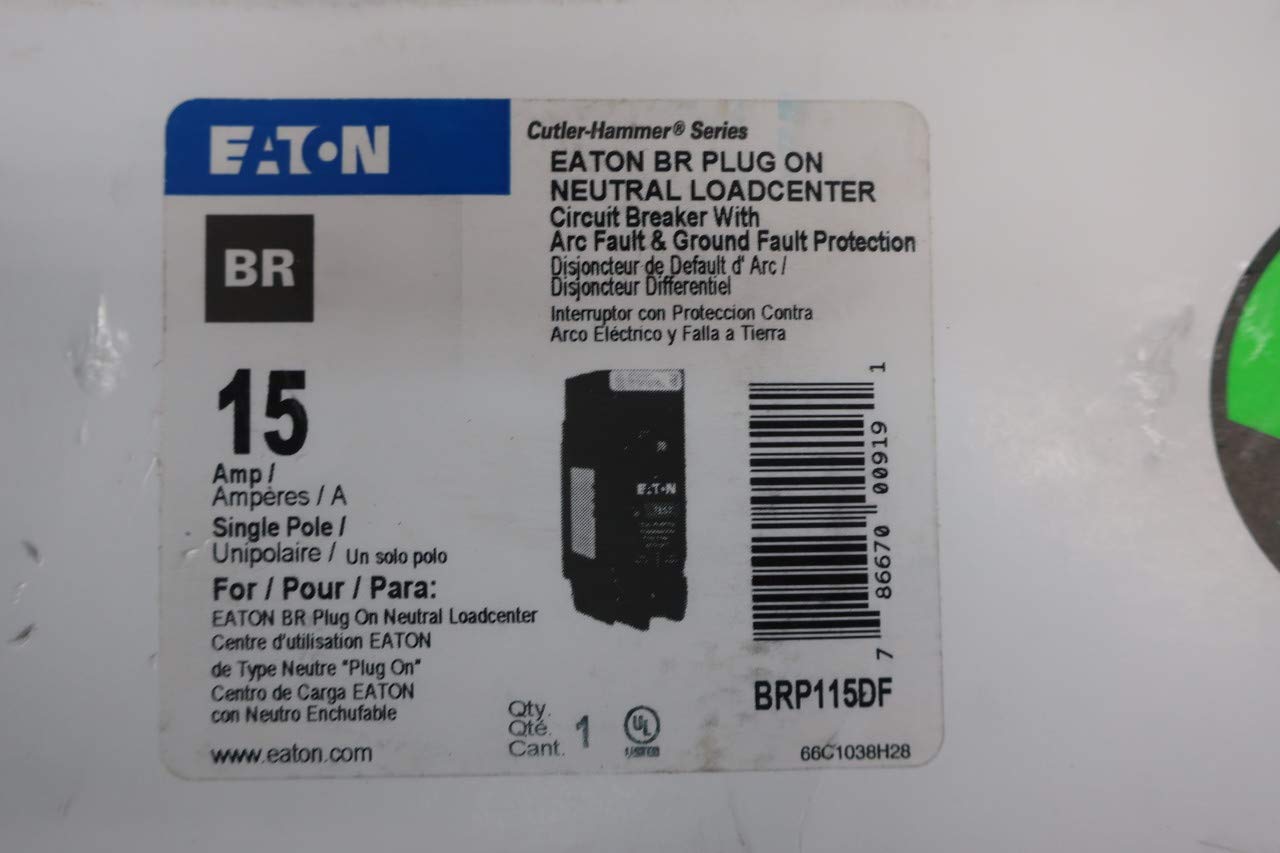 EATON
Cutler-Hammer® Series
EATON BR PLUG ON
NEUTRAL LOADCENTER
Circuit Breaker With
Arc Fault & Ground Fault Protection
Disjoncteur de Default d' Arc /
Disjoncteur Differentiel
Interruptor con Proteccion Contra
Arco Eléctrico y Falla a Tierra
BR
15
Amp /
Ampères / A
Single Pole /
Unipolaire / Un solo polo
For / Pour / Para:
EATON BR Plug On Neutral Loadcenter
Centre d'utilisation EATON
de Type Neutre "Plug On"
Centro de Carga EATON
con Neutro Enchufable
www.eaton.com
EATON
TEST
7 86670 00919 1
BRP115DF
Qty.
Qté.
Cant.
1
UL
LISTED
66C1038H28